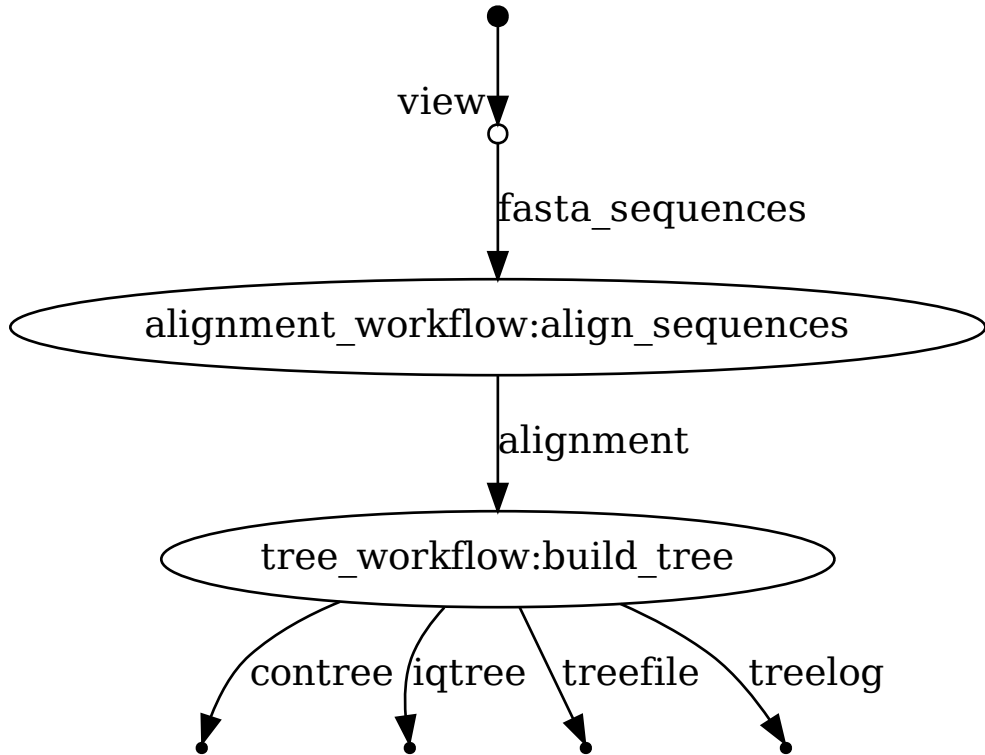 view
fasta_sequences
alignment_workflow:align_sequences
alignment
tree_workflow:build_tree
contree
iqtree
treefile
treelog